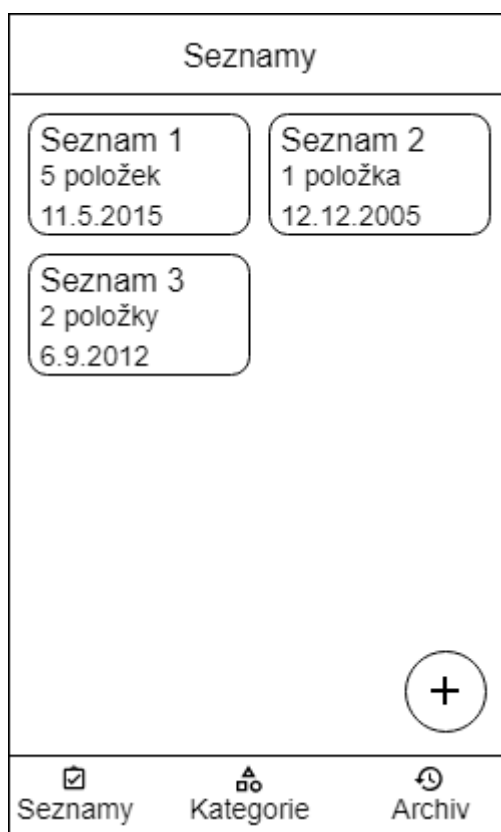 Seznamy
Seznam 1
5 položek
11.5.2015
Seznam 2
1 položka
12.12.2005
Seznam 3
2 položky
6.9.2012
+
Seznamy
Kategorie
Archiv